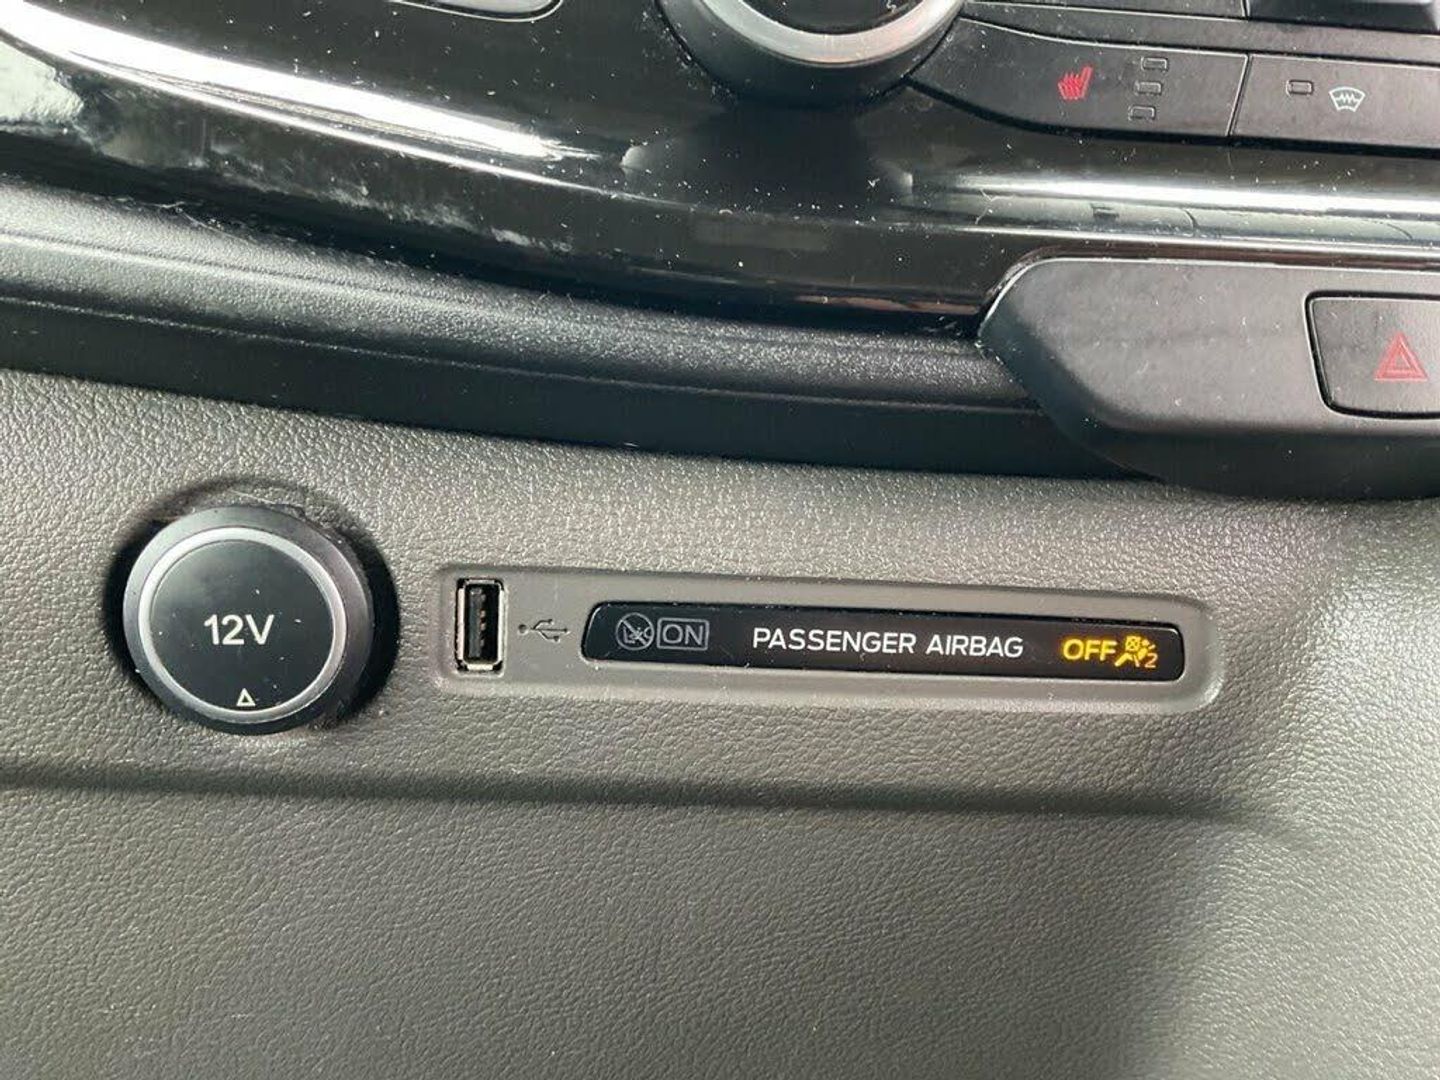 12V
ON PASSENGER AIRBAG OFF 2